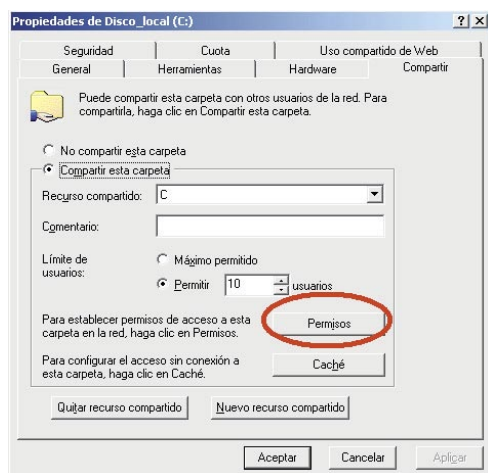 Propiedades de Disco_local (C:)
Seguridad Cuota Uso compartido de Web
General Herramientas Hardware Compartir
Puede compartir esta carpeta con otros usuarios de la red. Para
compartirla, haga clic en Compartir esta carpeta.
No compartir esta carpeta
Compartir esta carpeta
Recurso compartido: C
Comentario:
Límite de
usuarios:
Máximo permitido
Permitir 10 usuarios
Para establecer permisos de acceso a esta
carpeta en la red, haga clic en Permisos.
Permisos
Para configurar el acceso sin conexión a
esta carpeta, haga clic en Caché.
Caché
Quitar recurso compartido Nuevo recurso compartido
Aceptar Cancelar Aplicar